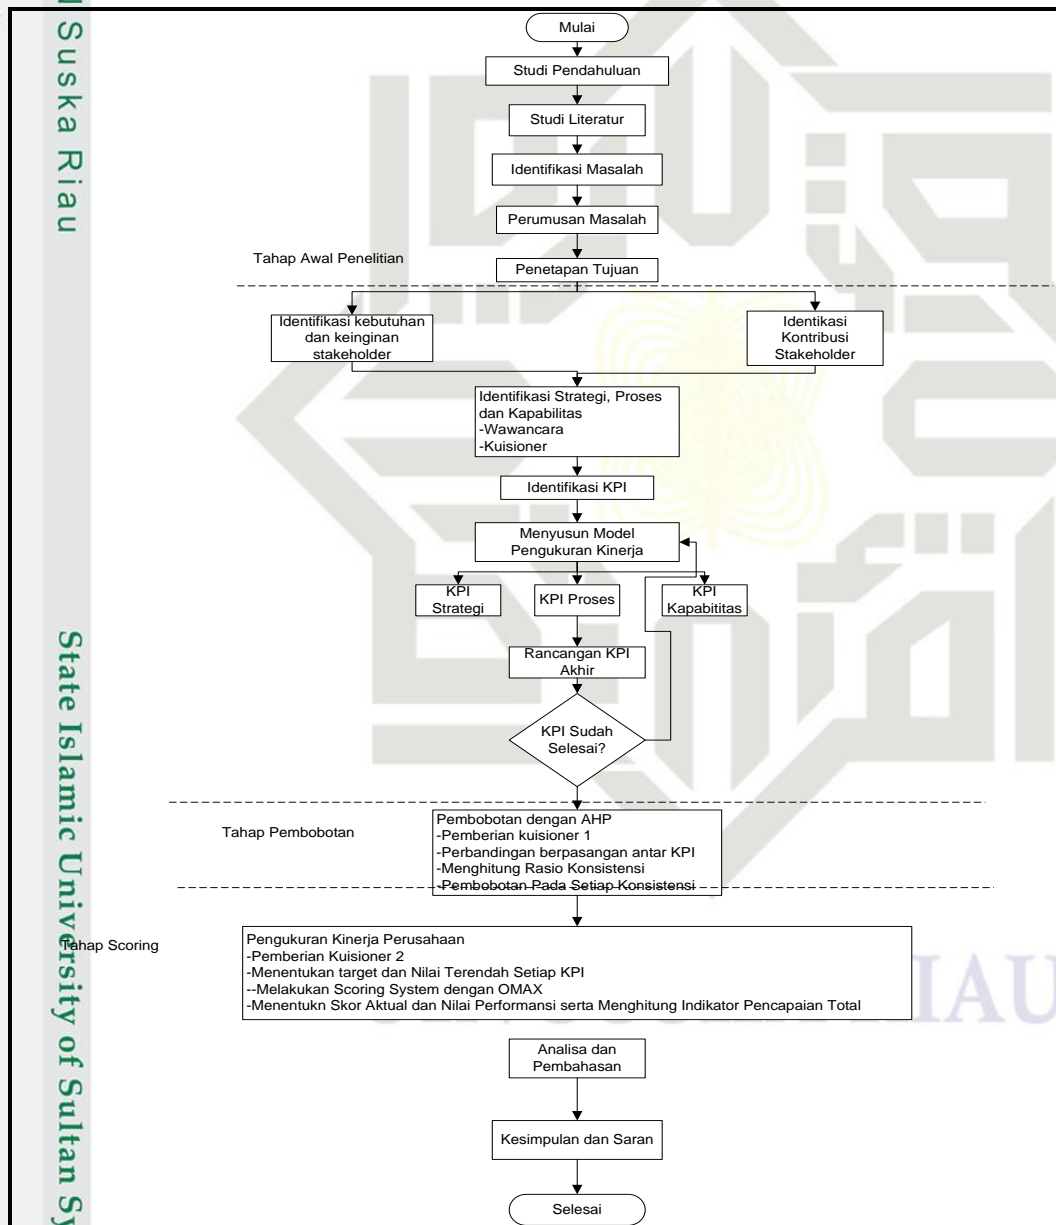 Mulai
Studi Pendahuluan
Studi Literatur
Identifikasi Masalah
Perumusan Masalah
Tahap Awal Penelitian
Penetapan Tujuan
Identifikasi kebutuhan
dan keinginan
stakeholder
Identikasi
Kontribusi
Stakeholder
Identifikasi Strategi, Proses
dan Kapabilitas
-Wawancara
-Kuisioner
Identifikasi KPI
Menyusun Model
Pengukuran Kinerja
KPI
Strategi
KPI Proses
KPI
Kapabititas
Rancangan KPI
Akhir
KPI Sudah
Selesai?
Tahap Pembobotan
Pembobotan dengan AHP
-Pemberian kuisioner 1
-Perbandingan berpasangan antar KPI
-Menghitung Rasio Konsistensi
-Pembobotan Pada Setiap Konsistensi
Tahap Scoring
Pengukuran Kinerja Perusahaan
-Pemberian Kuisioner 2
-Menentukan target dan Nilai Terendah Setiap KPI
--Melakukan Scoring System dengan OMAX
-Menentukn Skor Aktual dan Nilai Performansi serta Menghitung Indikator Pencapaian Total
Analisa dan
Pembahasan
Kesimpulan dan Saran
Selesai
Suska Riau
State Islamic University of Sultan Sy
RIAU